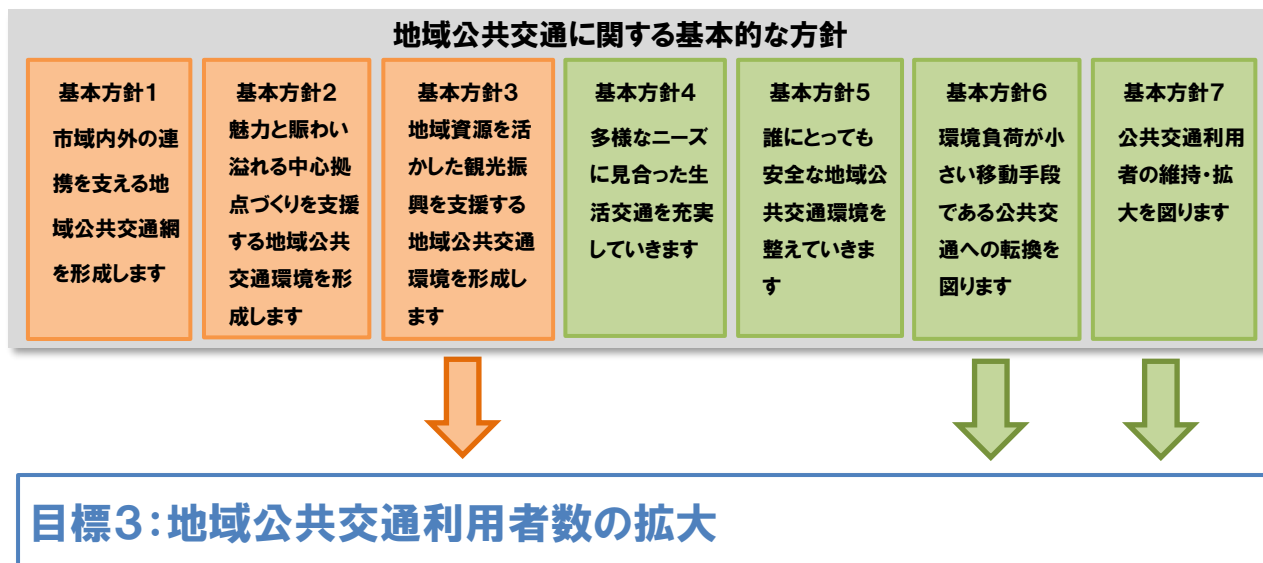 地域公共交通に関する基本的な方針
基本方針1
市域内外の連
携を支える地
域公共交通網
を形成します
基本方針2
魅力と賑わい
溢れる中心拠
点づくりを支援
する地域公共
交通環境を形
成します
基本方針3
地域資源を活
かした観光振
興を支援する
地域公共交通
環境を形成し
ます
基本方針4
多様なニーズ
に見合った生
活交通を充実
していきます
基本方針5
誰にとっても
安全な地域公
共交通環境を
整えていきま
す
基本方針6
環境負荷が小
さい移動手段
である公共交
通への転換を
図ります
基本方針7
公共交通利用
者の維持・拡
大を図ります
目標3:地域公共交通利用者数の拡大